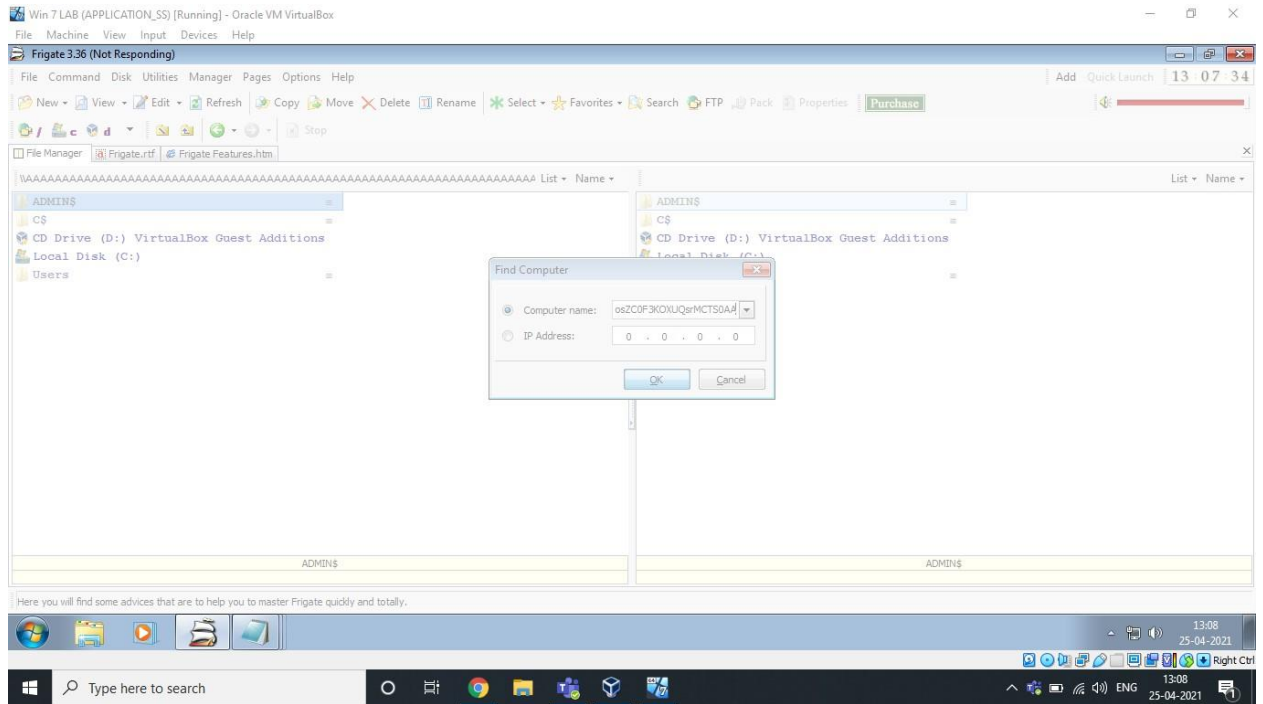 Win 7 LAB (APPLICATION_SS) [Running] - Oracle VM VirtualBox
File Machine View Input Devices Help
Frigate 3.36 (Not Responding)
File Command Disk Utilities Manager Pages Options Help Add Quick Launch 13:07:34
New View Edit Refresh Copy Move Delete Rename Select Favorites Search FTP Pack Properties Purchase
/ c d Stop
File Manager Frigate.rtf Frigate Features.htm
List Name List Name
ADMIN$ ADMIN$
C$ C$
CD Drive (D:) VirtualBox Guest Additions CD Drive (D:) VirtualBox Guest Additions
Local Disk (C:) Local Disk (C:)
Users
Find Computer
Computer name:
IP Address: 0 . 0 . 0 . 0
OK Cancel
ADMIN$ ADMIN$
Here you will find some advices that are to help you to master Frigate quickly and totally.
13:08
25-04-2021
Right Ctrl
Type here to search ENG 13:08
25-04-2021